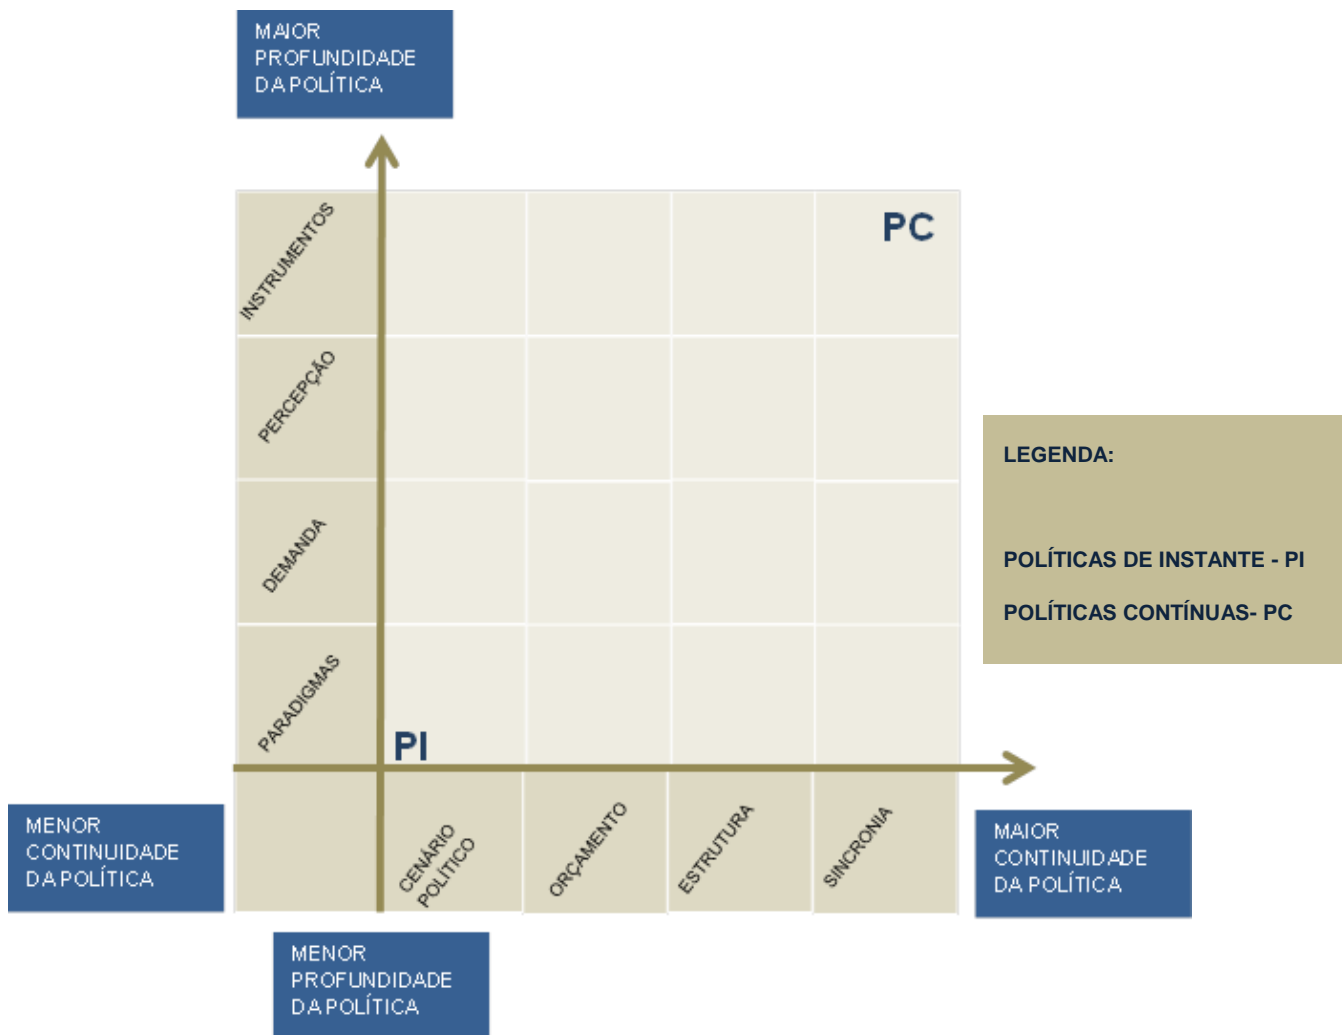 MAIOR
PROFUNDIDADE
DA POLÍTICA
INSTRUMENTOS
PC
PERCEPÇÃO
DEMANDA
PARADIGMAS
PI
LEGENDA:
POLÍTICAS DE INSTANTE - PI
POLÍTICAS CONTÍNUAS- PC
MENOR
CONTINUIDADE
DA POLÍTICA
CENÁRIO
POLÍTICO
ORÇAMENTO
ESTRUTURA
SINCRONIA
MAIOR
CONTINUIDADE
DA POLÍTICA
MENOR
PROFUNDIDADE
DA POLÍTICA